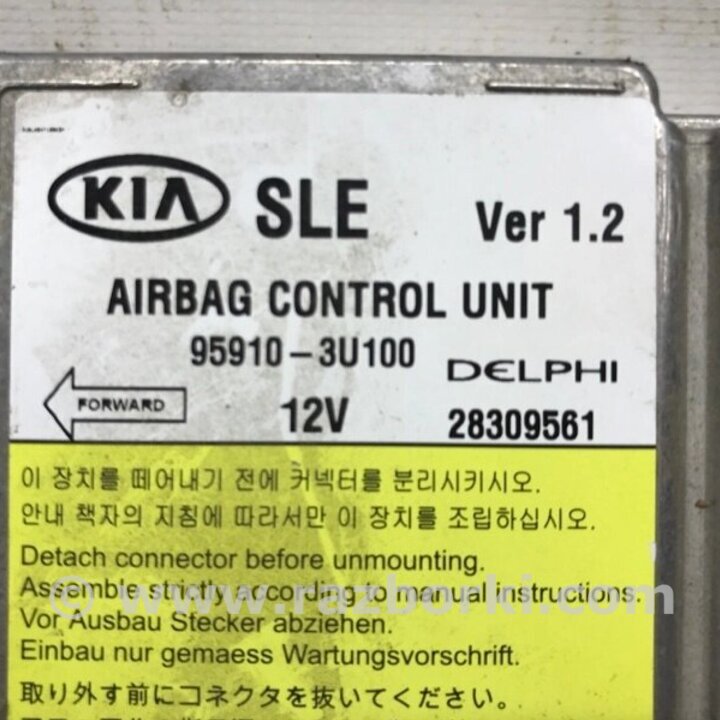 KIA SLE Ver 1.2
AIRBAG CONTROL UNIT
95910-3U100
DELPHI
FORWARD
12V
28309561
이 장치를 떼어내기 전에 커넥터를 분리시키시오.
안내 책자의 지침에 따라서만 이 장치를 조립하십시오.
Detach connector before unmounting.
Assemble strictly according to manual instructions.
© www.razborki.com
Vor Ausbau Stecker abziehen.
Einbau nur gemaess Wartungsvorschrift.
取り外す前にコネクタを抜いてください。